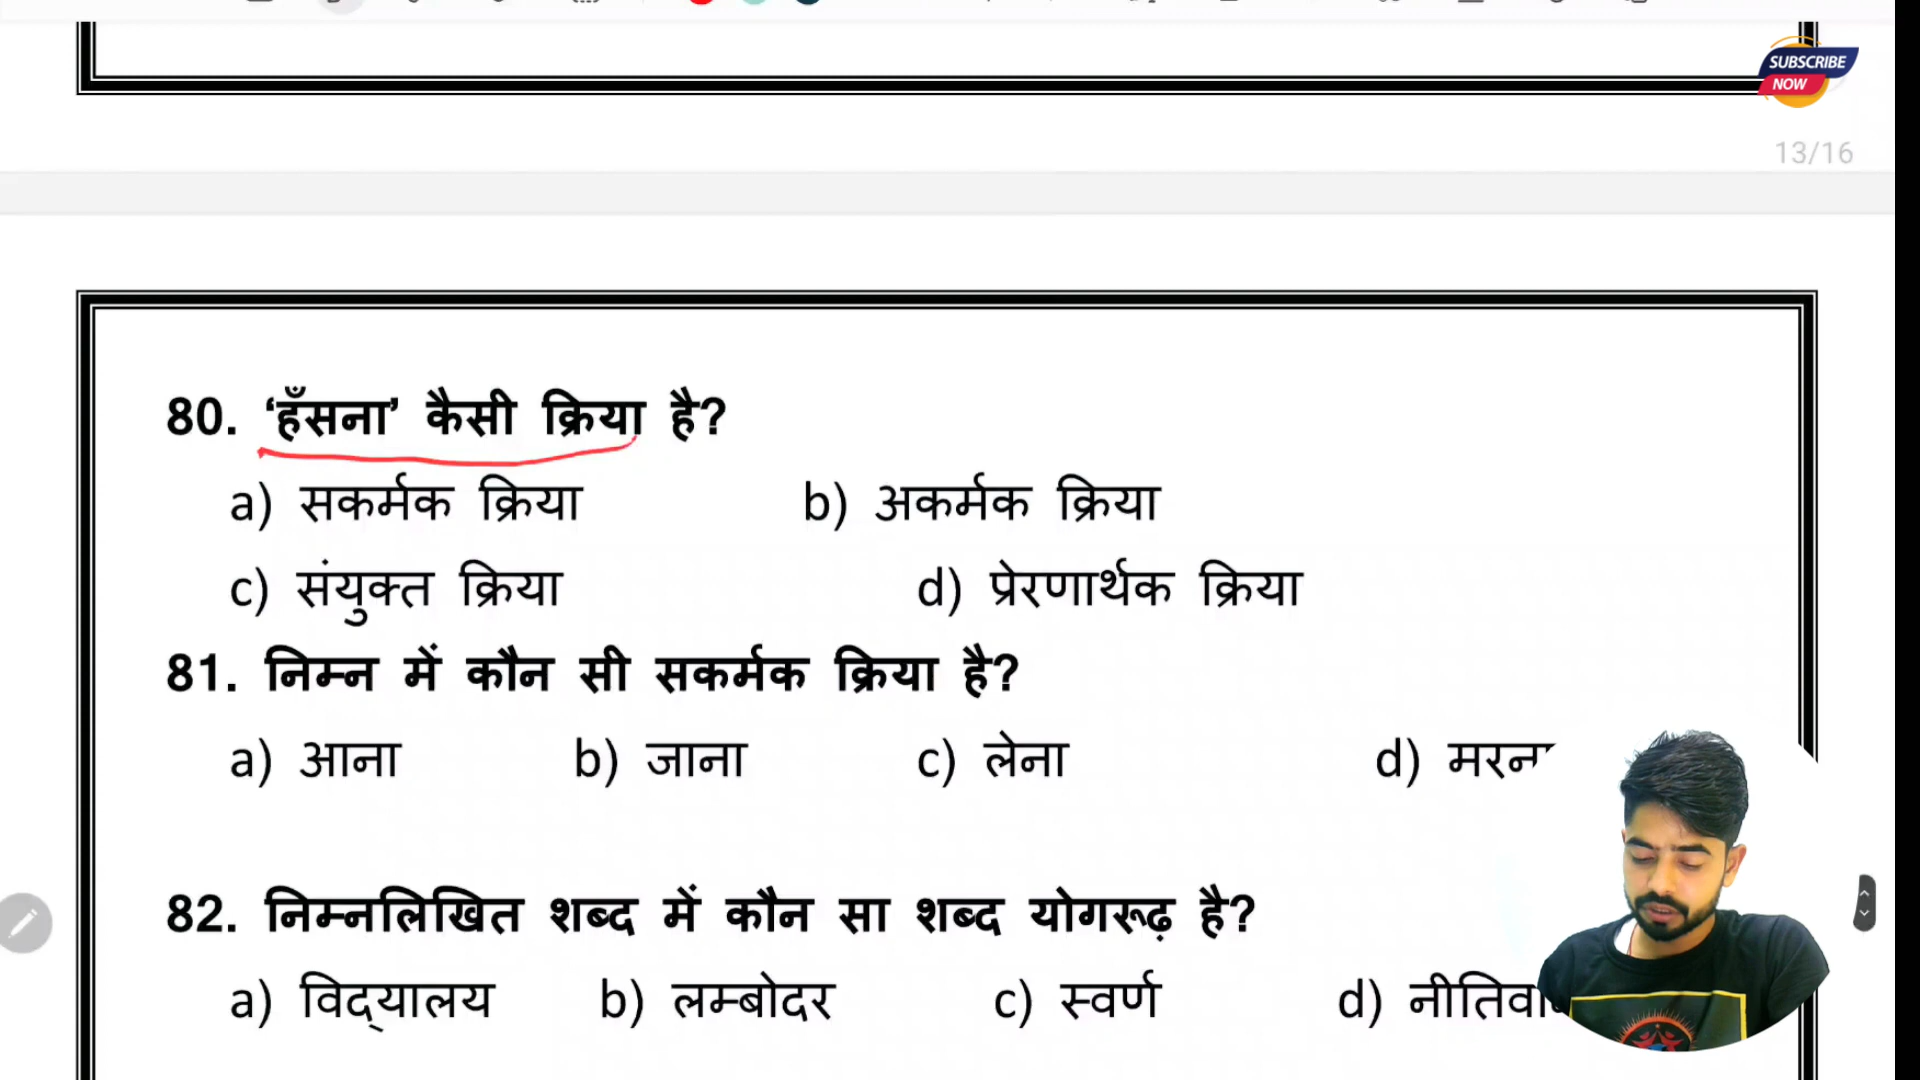 SUBSCRIBE
NOW
13/16
80. ‘हँसना’ कैसी क्रिया है?
a) सकर्मक क्रिया b) अकर्मक क्रिया
c) संयुक्त क्रिया d) प्रेरणार्थक क्रिया
81. निम्न में कौन सी सकर्मक क्रिया है?
a) आना b) जाना c) लेना d) मरना
82. निम्नलिखित शब्द में कौन सा शब्द योगरूढ़ है?
a) विद्यालय b) लम्बोदर c) स्वर्ण d)